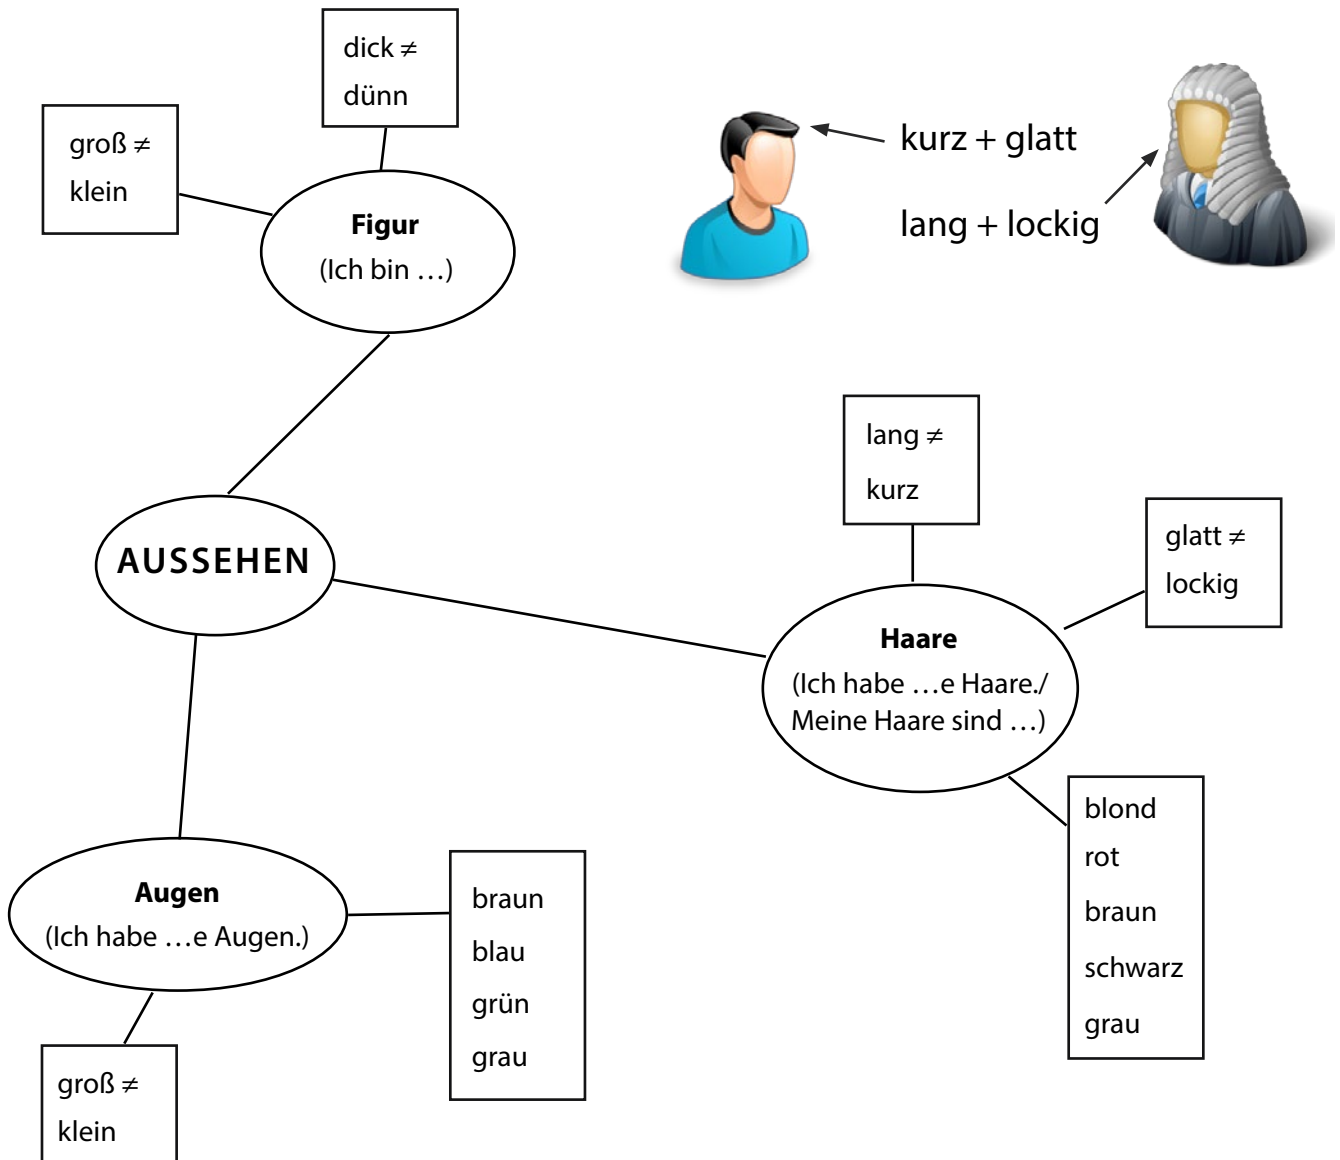 dick ≠
dünn
groß ≠
klein
Figur
(Ich bin …)
kurz + glatt
lang + lockig
AUSSEHEN
lang ≠
kurz
glatt ≠
lockig
Haare
(Ich habe …e Haare./
Meine Haare sind …)
blond
rot
braun
schwarz
grau
Augen
(Ich habe …e Augen.)
braun
blau
grün
grau
groß ≠
klein